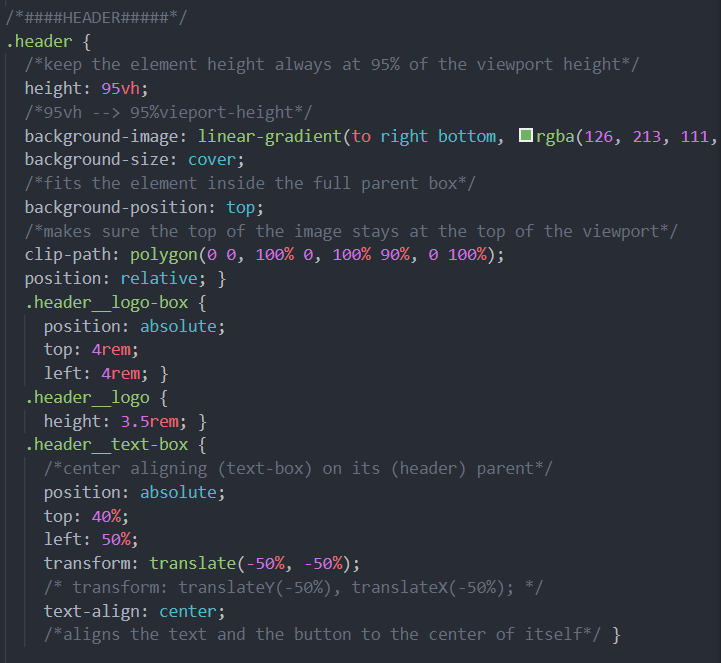 /*####HEADER#####*/
.header {
/*keep the element height always at 95% of the viewport height*/
height: 95vh;
/*95vh --> 95%vieport-height*/
background-image: linear-gradient(to right bottom, rgba(126, 213, 111,
background-size: cover;
/*fits the element inside the full parent box*/
background-position: top;
/*makes sure the top of the image stays at the top of the viewport*/
clip-path: polygon(0 0, 100% 0, 100% 90%, 0 100%);
position: relative; }
.header__logo-box {
position: absolute;
top: 4rem;
left: 4rem; }
.header__logo {
height: 3.5rem; }
.header__text-box {
/*center aligning (text-box) on its (header) parent*/
position: absolute;
top: 40%;
left: 50%;
transform: translate(-50%, -50%);
/* transform: translateY(-50%), translateX(-50%); */
text-align: center;
/*aligns the text and the button to the center of itself*/ }